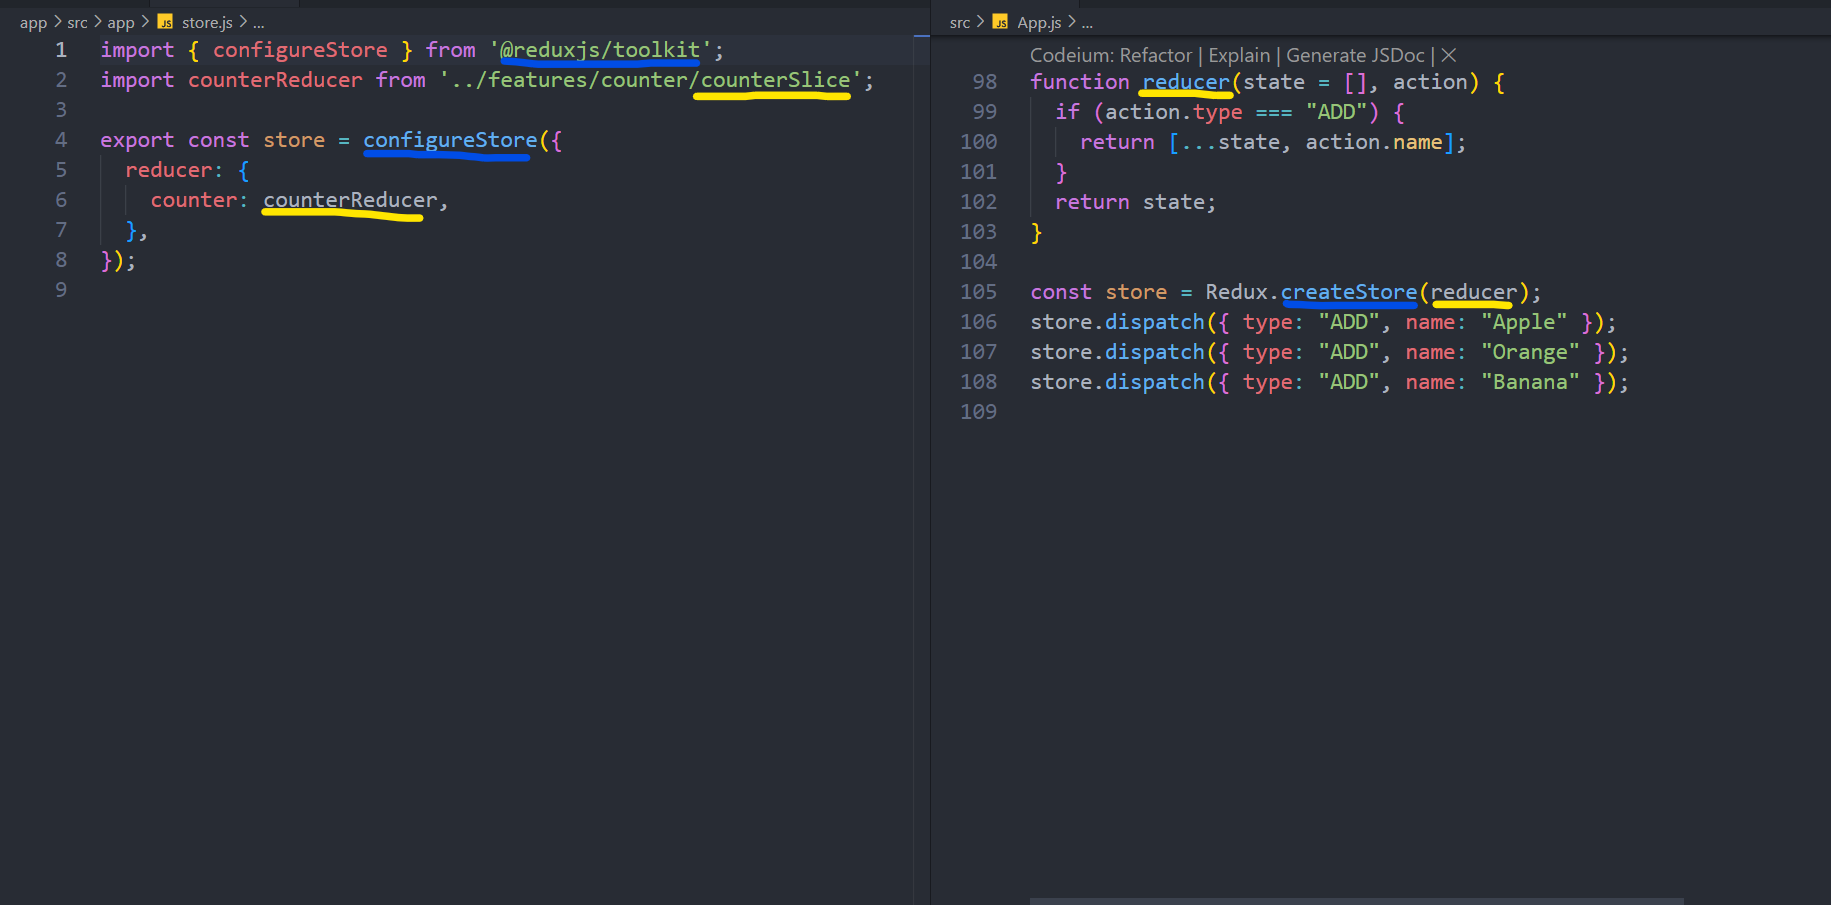 app > src > app > JS store.js > ...
1 import { configureStore } from '@reduxjs/toolkit';
2 import counterReducer from '../features/counter/counterSlice';
3
4 export const store = configureStore({
5   reducer: {
6     counter: counterReducer,
7   },
8 });
9
src > JS App.js > ...
Codeium: Refactor | Explain | Generate JSDoc | ×
98 function reducer(state = [], action) {
99   if (action.type === "ADD") {
100     return [...state, action.name];
101   }
102   return state;
103 }
104
105 const store = Redux.createStore(reducer);
106 store.dispatch({ type: "ADD", name: "Apple" });
107 store.dispatch({ type: "ADD", name: "Orange" });
108 store.dispatch({ type: "ADD", name: "Banana" });
109